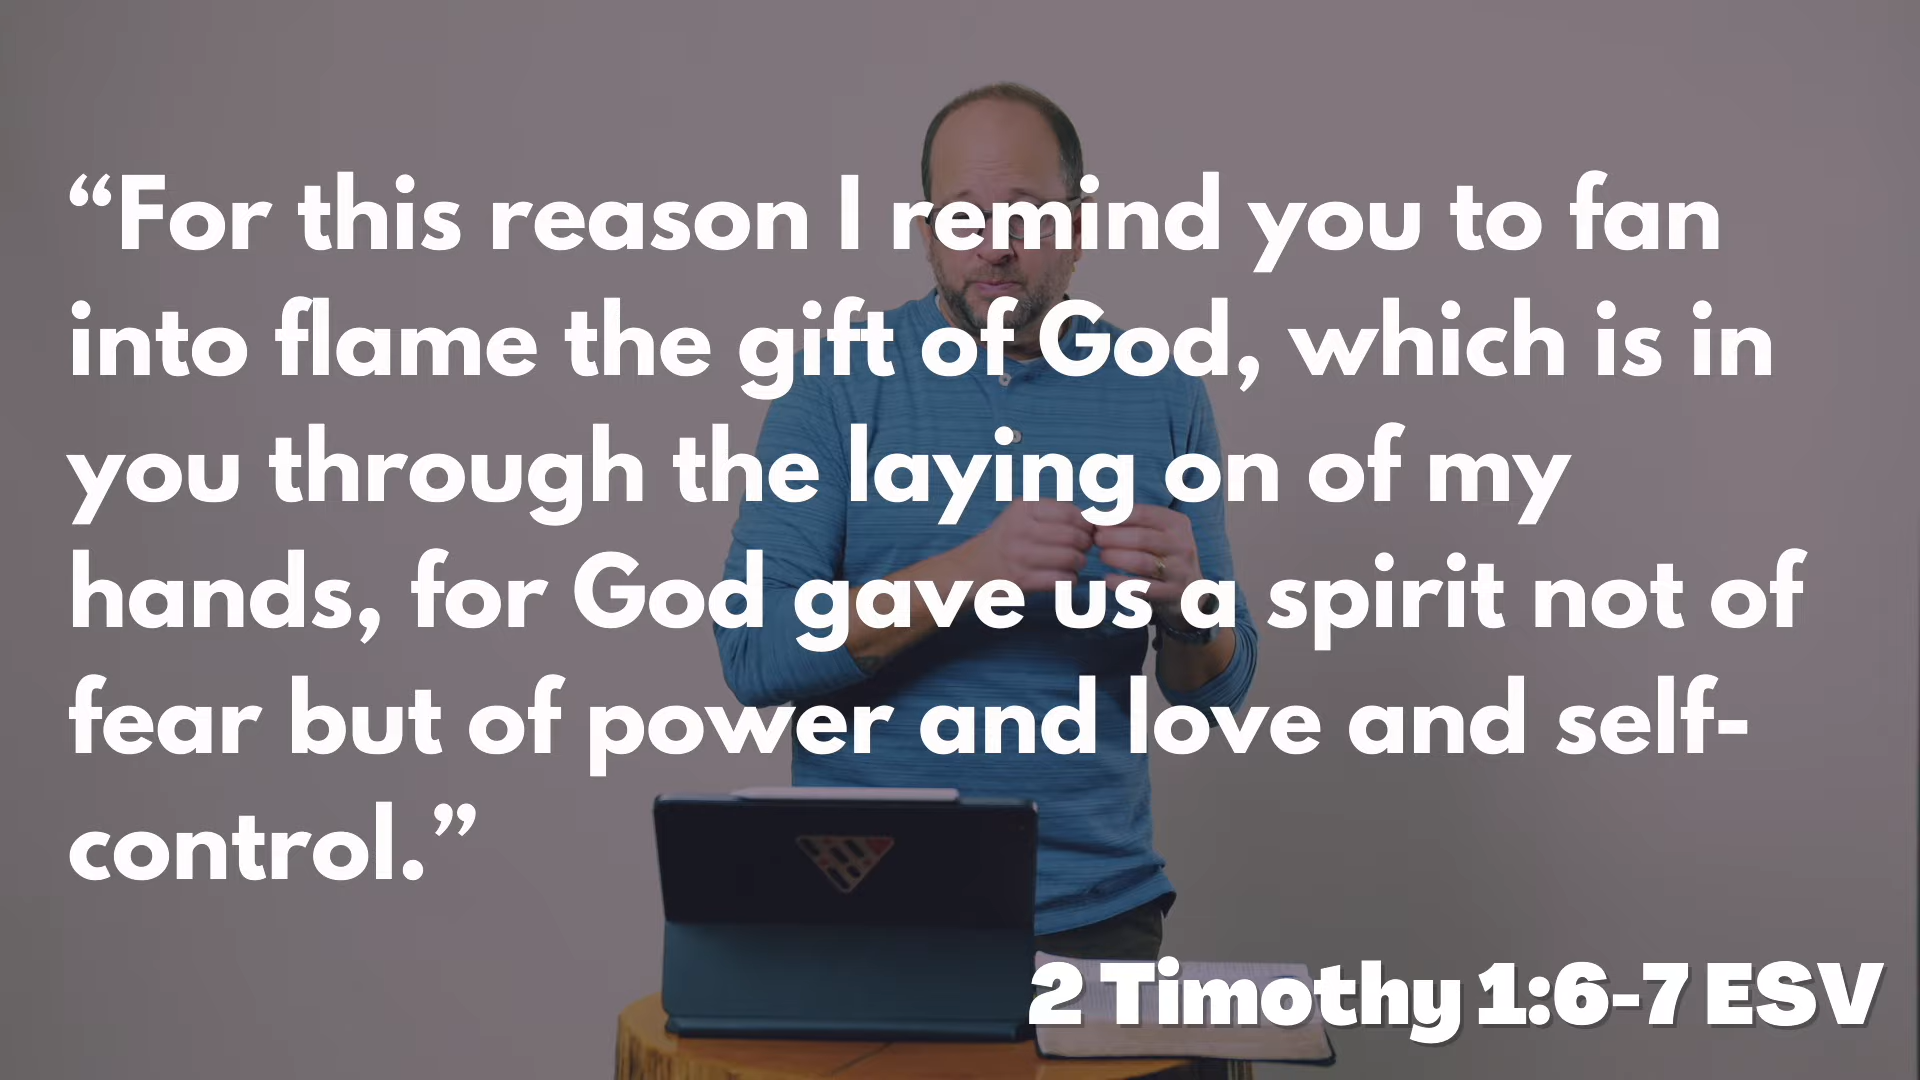 “For this reason I remind you to fan
into flame the gift of God, which is in
you through the laying on of my
hands, for God gave us a spirit not of
fear but of power and love and self-
control.”
2 Timothy 1:6-7 ESV